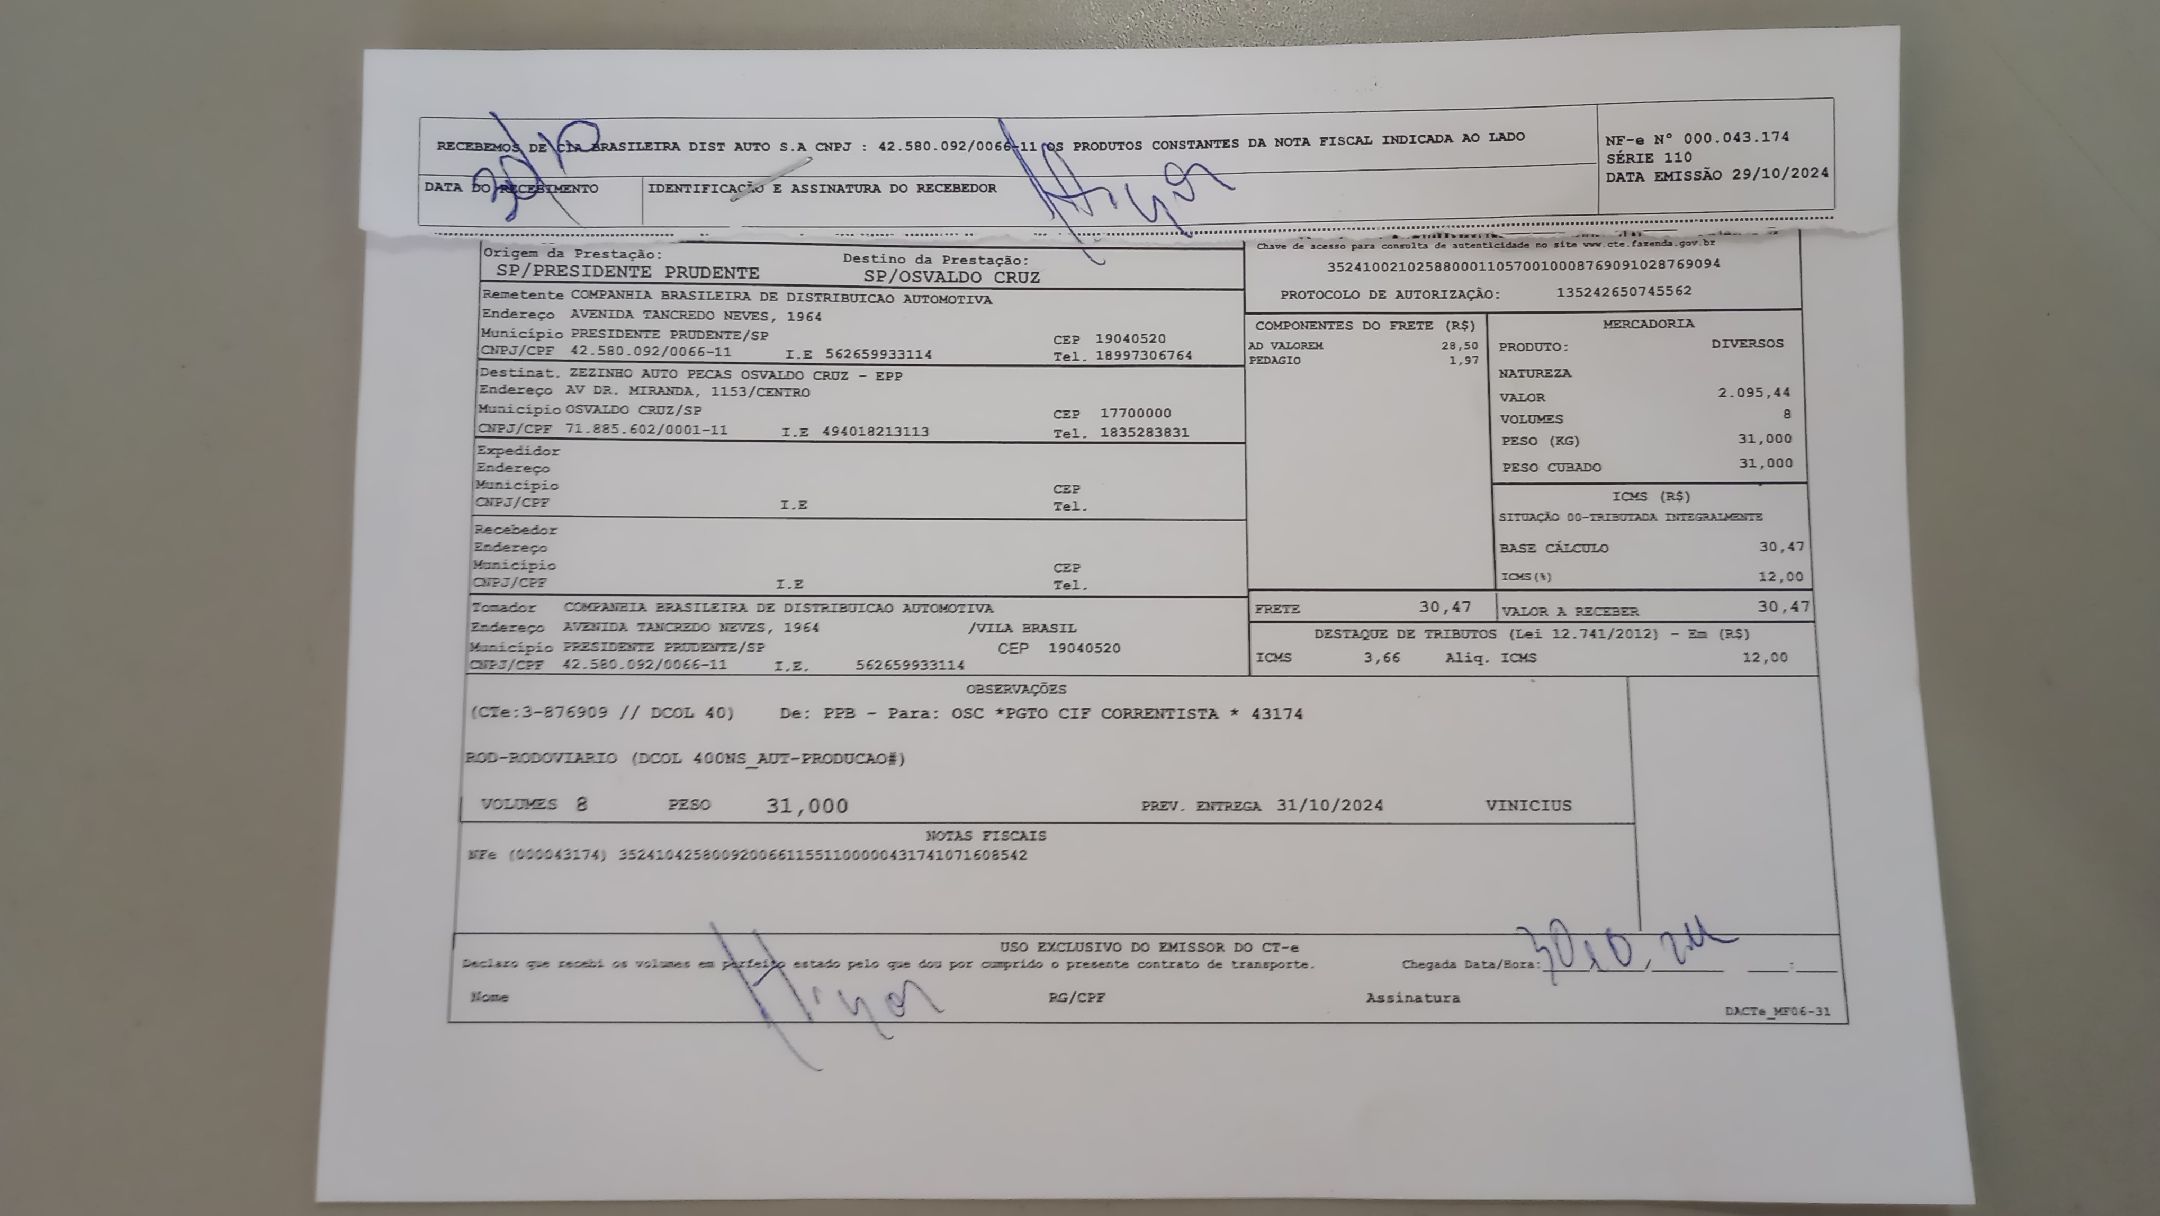 RECEBEMOS DE CIA BRASILEIRA DIST AUTO S.A CNPJ : 42.580.092/0066-11 OS PRODUTOS CONSTANTES DA NOTA FISCAL INDICADA AO LADO
NF-e N° 000.043.174
SÉRIE 110
DATA EMISSÃO 29/10/2024
DATA DO RECEBIMENTO
30/10
IDENTIFICAÇÃO E ASSINATURA DO RECEBEDOR
Origem da Prestação:
SP/PRESIDENTE PRUDENTE
Destino da Prestação:
SP/OSVALDO CRUZ
Chave de acesso para consulta de autenticidade no site www.cte.fazenda.gov.br
35241002102588000110570010008769091028769094
PROTOCOLO DE AUTORIZAÇÃO: 135242650745562
Remetente COMPANHIA BRASILEIRA DE DISTRIBUICAO AUTOMOTIVA
Endereço AVENIDA TANCREDO NEVES, 1964
Município PRESIDENTE PRUDENTE/SP CEP 19040520
CNPJ/CPF 42.580.092/0066-11 I.E 562659933114 Tel. 18997306764
Destinat. ZEZINHO AUTO PECAS OSVALDO CRUZ - EPP
Endereço AV DR. MIRANDA, 1153/CENTRO
Município OSVALDO CRUZ/SP CEP 17700000
CNPJ/CPF 71.885.602/0001-11 I.E 494018213113 Tel. 1835283831
Expedidor
Endereço
Município CEP
CNPJ/CPF I.E Tel.
Recebedor
Endereço
Município CEP
CNPJ/CPF I.E Tel.
Tomador COMPANHIA BRASILEIRA DE DISTRIBUICAO AUTOMOTIVA
Endereço AVENIDA TANCREDO NEVES, 1964 /VILA BRASIL
Município PRESIDENTE PRUDENTE/SP CEP 19040520
CNPJ/CPF 42.580.092/0066-11 I.E. 562659933114
COMPONENTES DO FRETE (R$)
AD VALOREM 28,50
PEDAGIO 1,97
MERCADORIA
PRODUTO: DIVERSOS
NATUREZA
VALOR 2.095,44
VOLUMES 8
PESO (KG) 31,000
PESO CUBADO 31,000
ICMS (R$)
SITUAÇÃO 00-TRIBUTADA INTEGRALMENTE
BASE CÁLCULO 30,47
ICMS(%) 12,00
FRETE 30,47 VALOR A RECEBER 30,47
DESTAQUE DE TRIBUTOS (Lei 12.741/2012) - Em (R$)
ICMS 3,66 Aliq. ICMS 12,00
OBSERVAÇÕES
(CTe:3-876909 // DCOL 40) De: PPB - Para: OSC *PGTO CIF CORRENTISTA * 43174
ROD-RODOVIARIO (DCOL 400NS_AUT-PRODUCAO#)
VOLUMES 8 PESO 31,000 PREV. ENTREGA 31/10/2024 VINICIUS
NOTAS FISCAIS
NFe (000043174) 35241042580092006611551100000431741071608542
USO EXCLUSIVO DO EMISSOR DO CT-e
Declaro que recebi os volumes em perfeito estado pelo que dou por cumprido o presente contrato de transporte. Chegada Data/Hora: 30 10 24
Nome RG/CPF Assinatura
DACTe_MF06-31